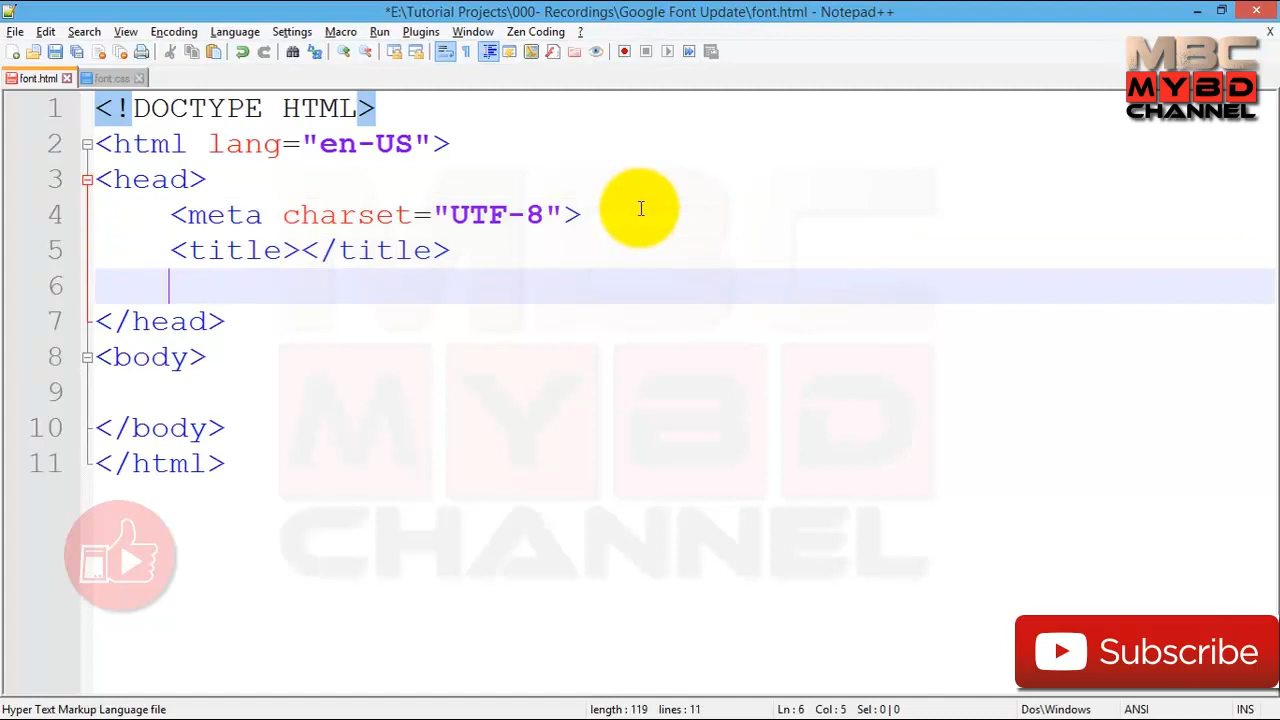 *E:\Tutorial Projects\000- Recordings\Google Font Update\font.html - Notepad++
File Edit Search View Encoding Language Settings Macro Run Plugins Window Zen Coding ? X
font.html font.css
1 <!DOCTYPE HTML>
2 <html lang="en-US">
3 <head>
4 <meta charset="UTF-8">
5 <title></title>
6
7 </head>
8 <body>
9
10 </body>
11 </html>
MBC
MYBD
CHANNEL
MBC
MYBD
CHANNEL
Subscribe
Hyper Text Markup Language file length : 119 lines : 11 Ln : 6 Col : 5 Sel : 0 | 0 Dos\Windows ANSI INS